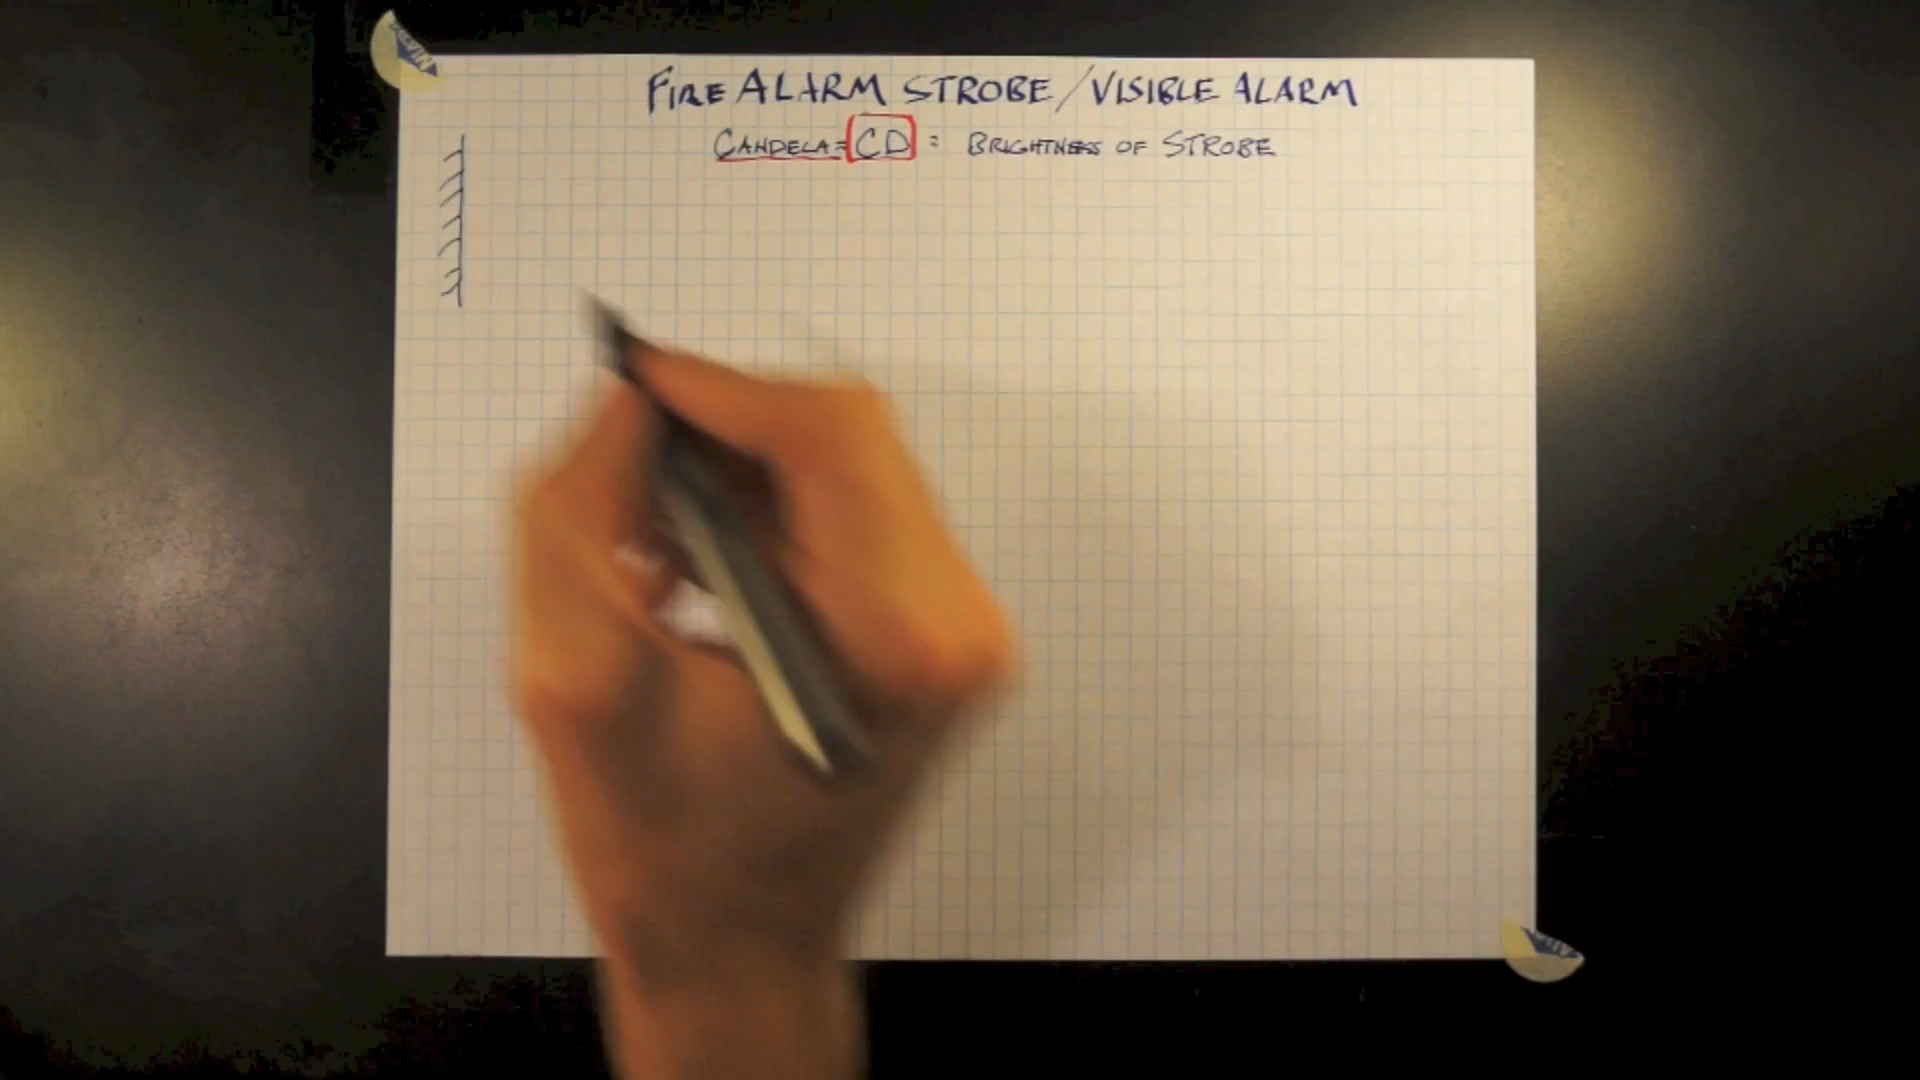 FIRE ALARM STROBE/VISIBLE ALARM
CANDELA=CD = BRIGHTNESS OF STROBE